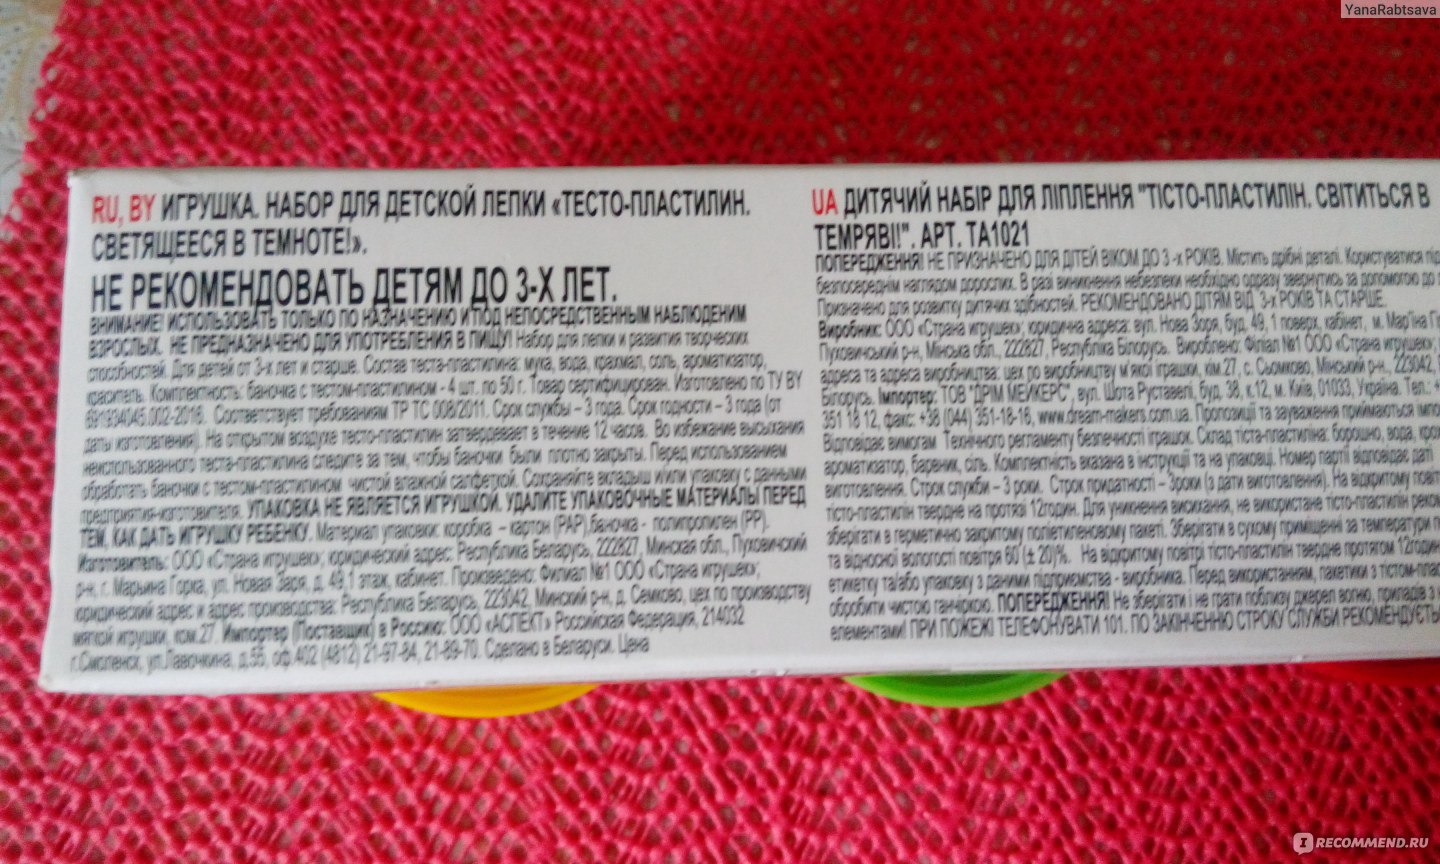 YanaRabtsava
RU, BY ИГРУШКА. НАБОР ДЛЯ ДЕТСКОЙ ЛЕПКИ «ТЕСТО-ПЛАСТИЛИН.
СВЕТЯЩЕЕСЯ В ТЕМНОТЕ!».
НЕ РЕКОМЕНДОВАТЬ ДЕТЯМ ДО 3-Х ЛЕТ.
ВНИМАНИЕ! ИСПОЛЬЗОВАТЬ ТОЛЬКО ПО НАЗНАЧЕНИЮ И ПОД НЕПОСРЕДСТВЕННЫМ НАБЛЮДЕНИЕМ
ВЗРОСЛЫХ. НЕ ПРЕДНАЗНАЧЕНО ДЛЯ УПОТРЕБЛЕНИЯ В ПИЩУ! Набор для лепки и развития творческих
способностей. Для детей от 3-х лет и старше. Состав теста-пластилина: мука, вода, крахмал, соль, ароматизатор,
краситель. Комплектность: баночка с тестом-пластилином - 4 шт. по 50 г. Товар сертифицирован. Изготовлено по ТУ BY
691934045.002-2016. Соответствует требованиям ТР ТС 008/2011. Срок службы – 3 года. Срок годности – 3 года (от
даты изготовления). На открытом воздухе тесто-пластилин затвердевает в течение 12 часов. Во избежание высыхания
неиспользованного теста-пластилина следите за тем, чтобы баночки были плотно закрыты. Перед использованием
обработать баночки с тестом-пластилином чистой влажной салфеткой. Сохраняйте вкладыш и/или упаковку с данными
предприятия-изготовителя. УПАКОВКА НЕ ЯВЛЯЕТСЯ ИГРУШКОЙ. УДАЛИТЕ УПАКОВОЧНЫЕ МАТЕРИАЛЫ ПЕРЕД
ТЕМ, КАК ДАТЬ ИГРУШКУ РЕБЕНКУ. Материал упаковки: коробка – картон (PAP), баночка - полипропилен (PP).
Изготовитель: ООО «Страна игрушек»; юридический адрес: Республика Беларусь, 222827, Минская обл., Пуховичский
р-н, г. Марьина Горка, ул. Новая Заря, д. 49,1 этаж, кабинет. Произведено: Филиал №1 ООО «Страна игрушек»;
юридический адрес и адрес производства: Республика Беларусь, 223042, Минский р-н, д. Семково, цех по производству
мягкой игрушки, ком.27. Импортер (Поставщик) в Россию: ООО «АСПЕКТ» Российская Федерация, 214032
г.Смоленск, ул.Лавочкина, д.55, оф.402 (4812) 21-97-84, 21-89-70. Сделано в Беларуси. Цена
UA ДИТЯЧИЙ НАБІР ДЛЯ ЛІПЛЕННЯ "ТІСТО-ПЛАСТИЛІН. СВІТИТЬСЯ В
ТЕМРЯВІ!". АРТ. TA1021
ПОПЕРЕДЖЕННЯ! НЕ ПРИЗНАЧЕНО ДЛЯ ДІТЕЙ ВІКОМ ДО 3 -х РОКІВ. Містить дрібні деталі. Користуватися під
безпосереднім наглядом дорослих. В разі виникнення небезпеки необхідно одразу звернутись за допомогою до
Призначено для розвитку дитячих здібностей. РЕКОМЕНДОВАНО ДІТЯМ ВІД 3-х РОКІВ ТА СТАРШЕ.
Виробник: ООО «Страна игрушек»; юридична адреса: вул. Нова Зоря, буд. 49, 1 поверх, кабінет, м. Мар'їна
Пуховинський р-н, Мінська обл., 222827, Республіка Білорусь. Вироблено: Філіал №1 ООО «Страна игрушек»;
адреса та адреса виробництва: цех по виробництву м'якої іграшки, кім.27, с. Сьомково, Мінський р-н., 223042,
Білорусь. Імпортер: ТОВ "ДРІМ МЕЙКЕРС", вул. Шота Руставелі, буд. 38, к.12, м. Київ, 01033, Україна. Тел.:
351 18 12, факс: +38 (044) 351-18-16, www.dream-makers.com.ua. Пропозиції та зауваження приймаються
Відповідає вимогам Технічного регламенту безпечності іграшок. Склад тіста-пластиліна: борошно, вода,
ароматизатор, барвник, сіль. Комплектність вказана в інструкції та на упаковці. Номер партії відповідає даті
виготовлення. Строк служби – 3 роки. Строк придатності – 3роки (з дати виготовлення). На відкритому
тісто-пластілін твердне на протязі 12годин. Для уникнення висихання, не використане тісто-пластілін
зберігати в герметично закритому поліетиленовому пакеті. Зберігати в сухому приміщенні за температури
та відносної вологості повітря 60 (± 20)%. На відкритому повітрі тісто-пластілін твердне протягом 12годин
етикетку та/або упаковку з даними підприємства - виробника. Перед використанням, пакетики з
обробити чистою ганчіркою. ПОПЕРЕДЖЕННЯ! Не зберігати і не грати поблизу джерел вогню, приладів з
елементами! ПРИ ПОЖЕЖІ ТЕЛЕФОНУВАТИ 101. ПО ЗАКІНЧЕННЮ СТРОКУ СЛУЖБИ
I RECOMMEND.RU